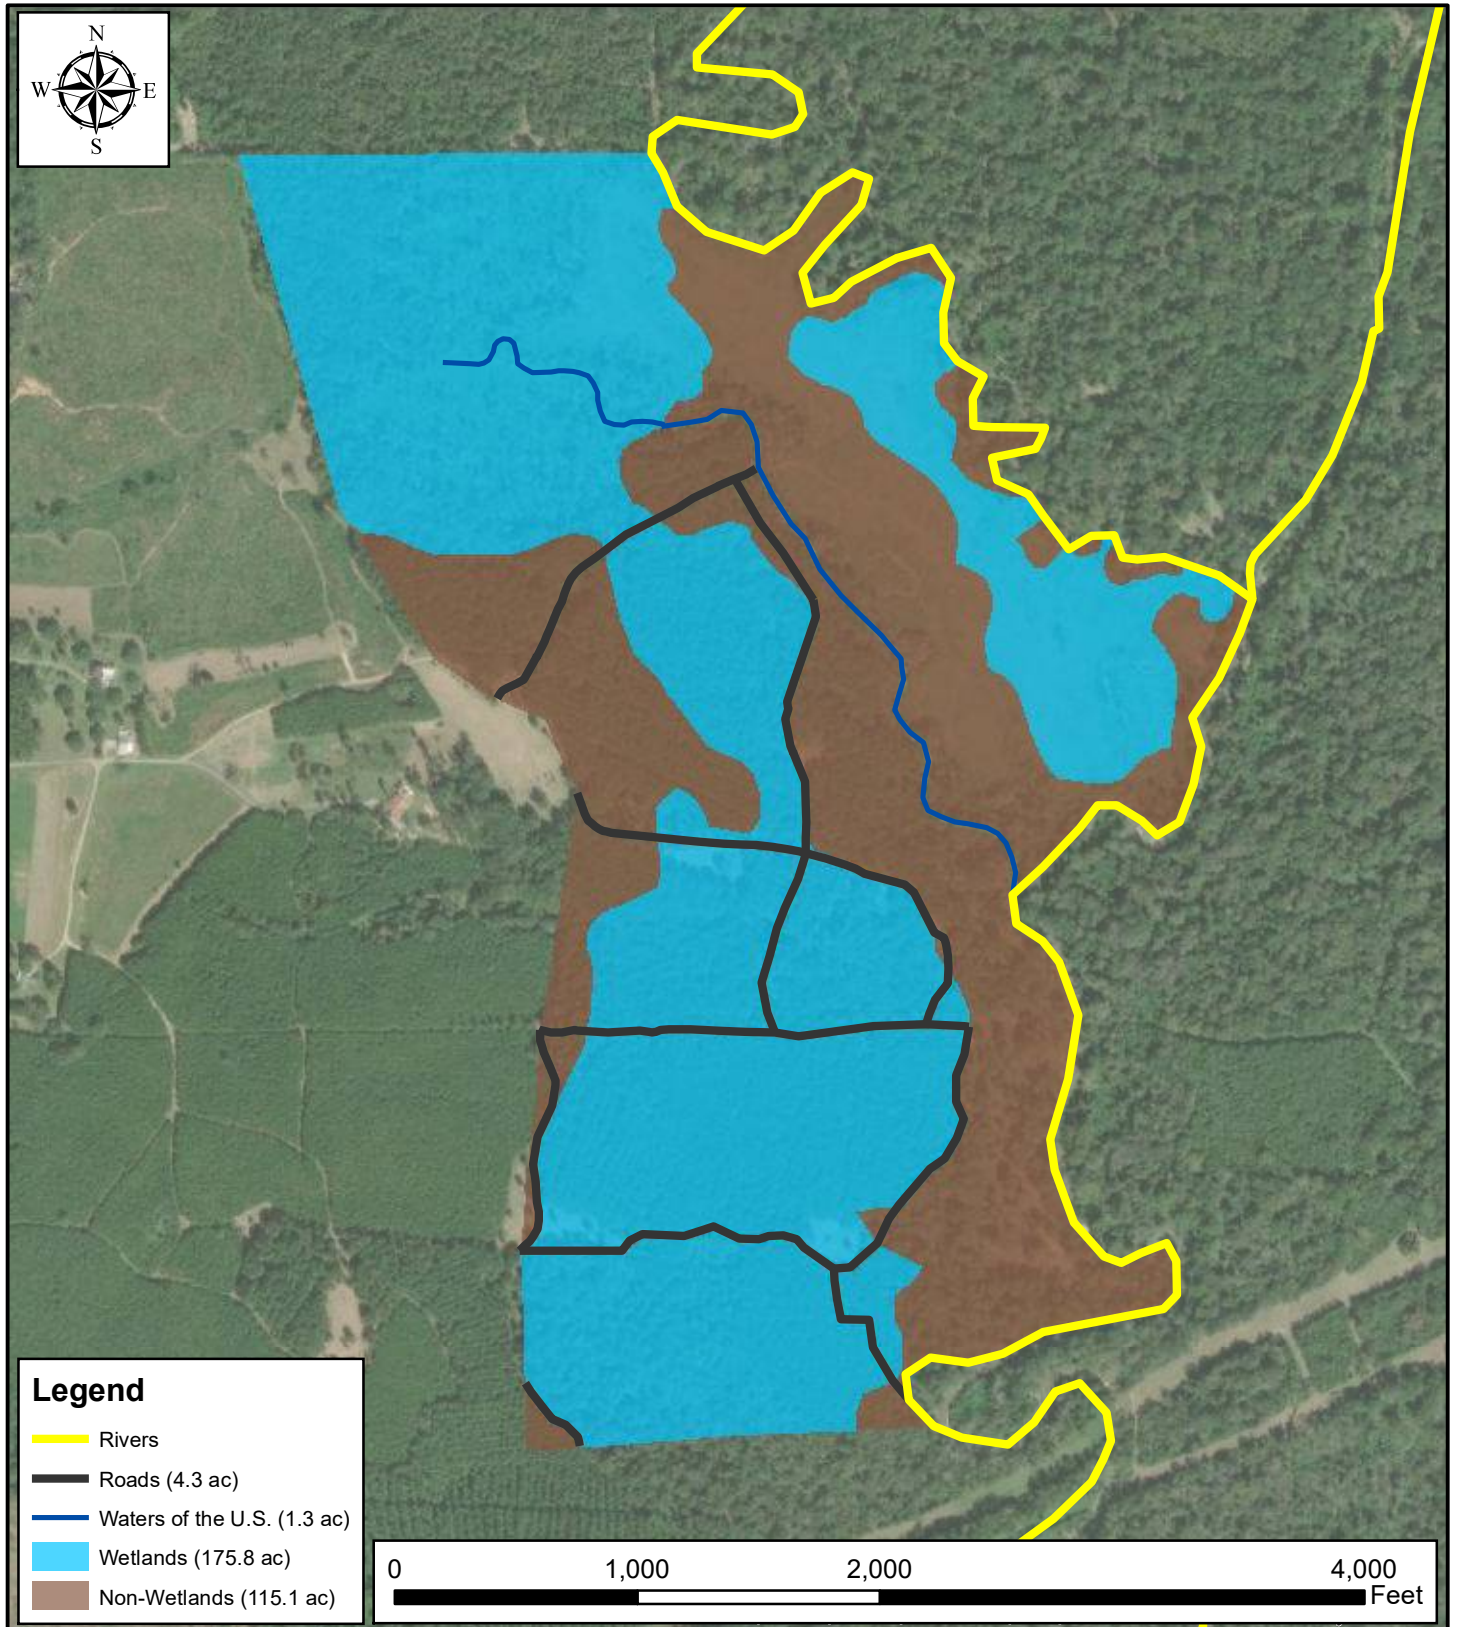 N
W E
S
Legend
Rivers
Roads (4.3 ac)
Waters of the U.S. (1.3 ac)
Wetlands (175.8 ac)
Non-Wetlands (115.1 ac)
0 1,000 2,000 4,000
Feet